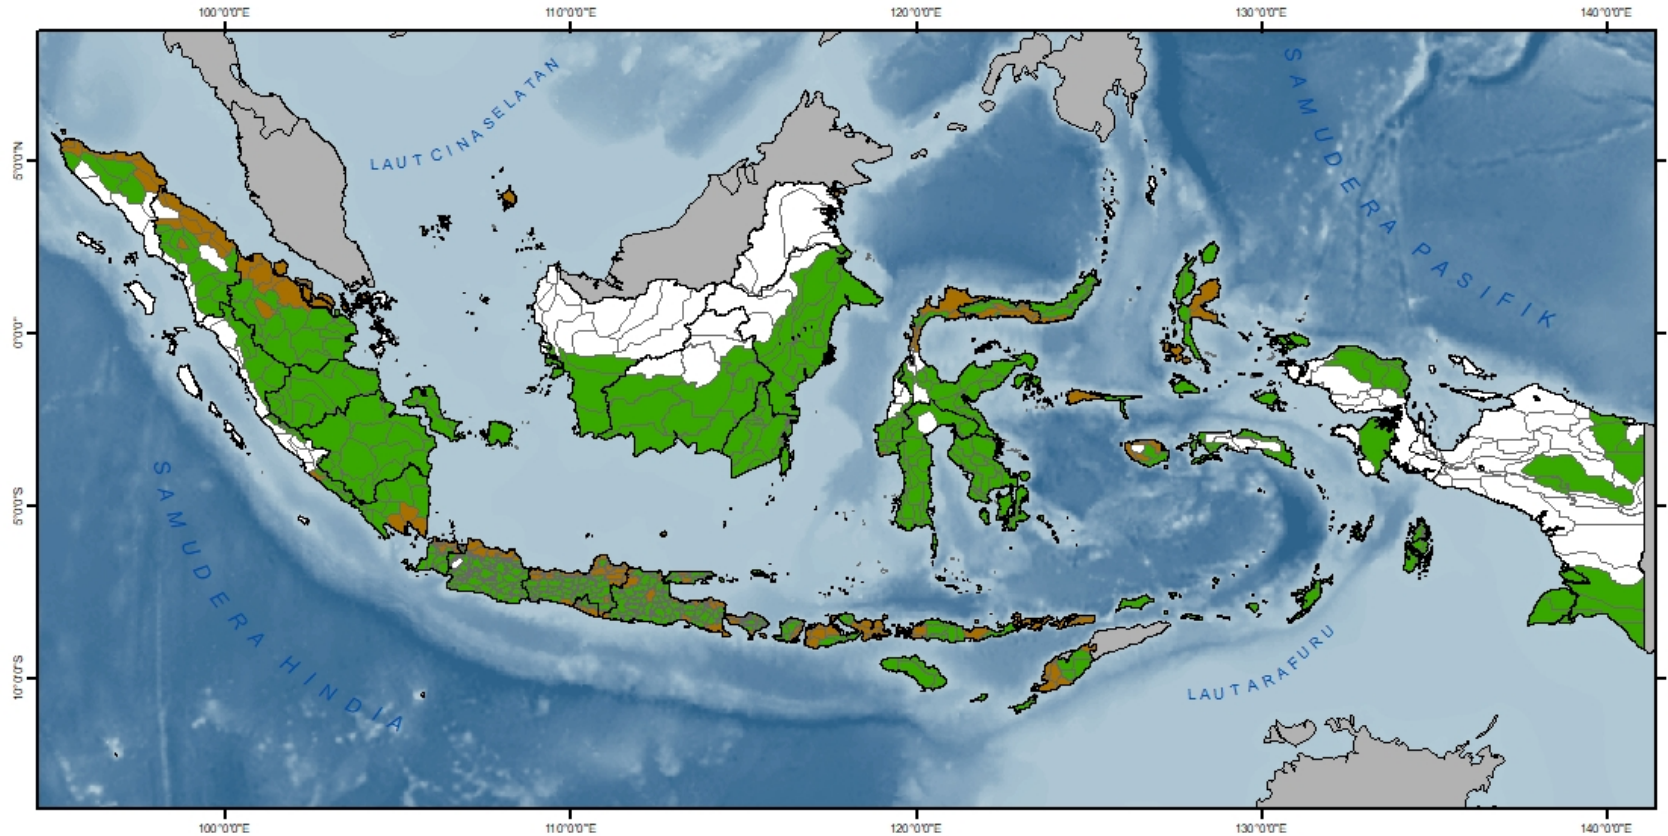 100°0'0"E 110°0'0"E 120°0'0"E 130°0'0"E 140°0'0"E
LAUT CINA SELATAN
SAMUDERA PASIFIK
5°0'0"N
0°0'0"
5°0'0"S
10°0'0"S
SAMUDERA HINDIA
LAUT ARAFURU
100°0'0"E 110°0'0"E 120°0'0"E 130°0'0"E 140°0'0"E